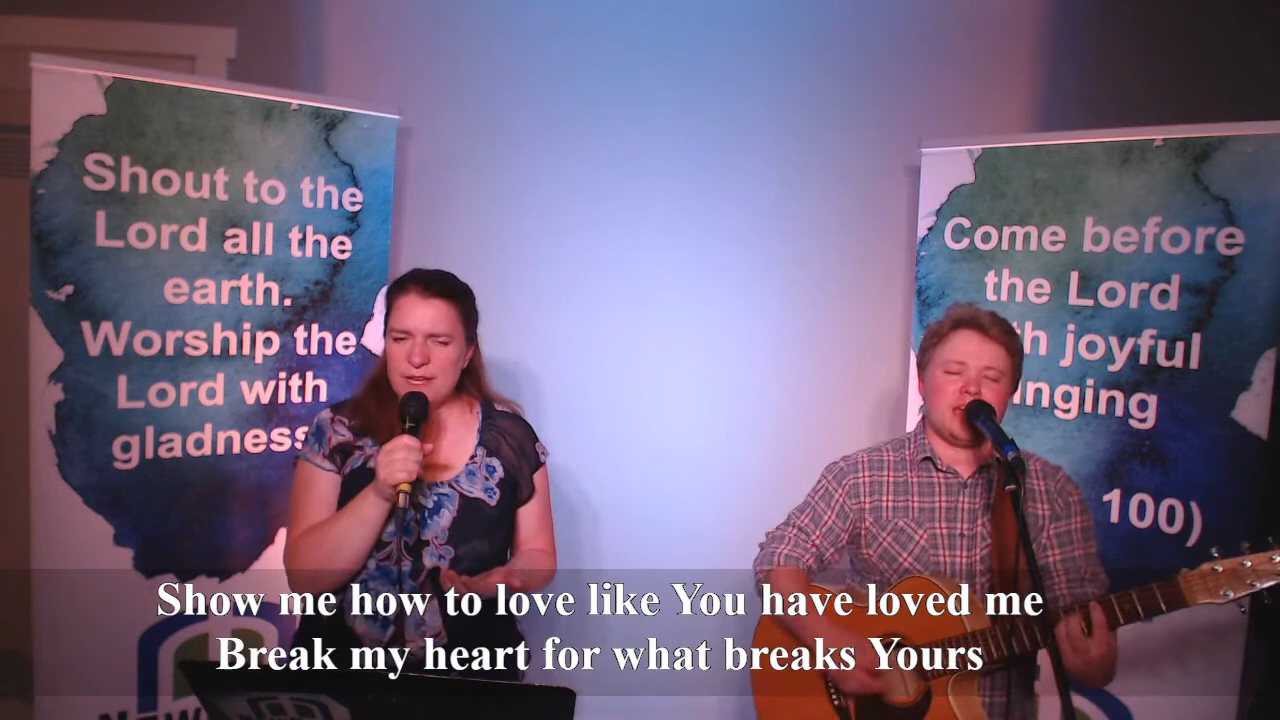 Shout to the
Lord all the
earth.
Worship the
Lord with
gladness
Come before
the Lord
joyful
100)
Show me how to love like You have loved me
Break my heart for what breaks Yours